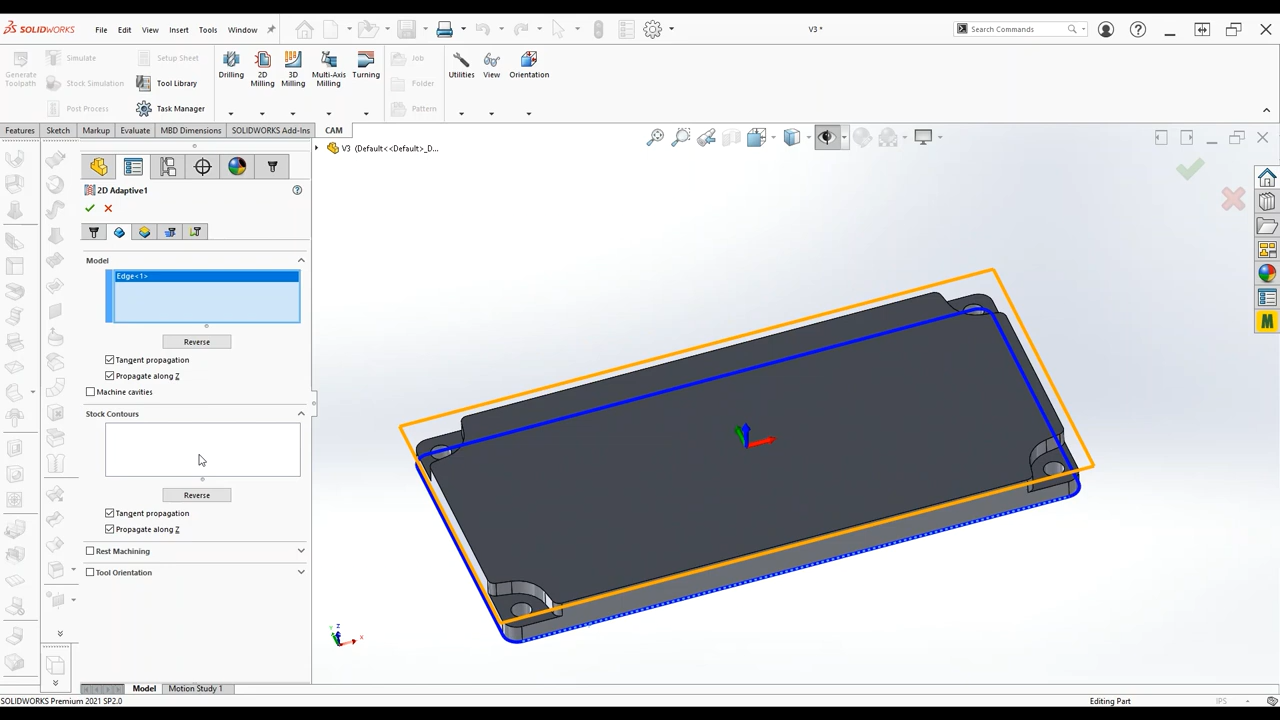 SOLIDWORKS
File Edit View Insert Tools Window
V3 *
Search Commands
Generate Toolpath
Simulate
Stock Simulation
Post Process
Setup Sheet
Tool Library
Task Manager
Drilling
2D Milling
3D Milling
Multi-Axis Milling
Turning
Job
Folder
Pattern
Utilities
View
Orientation
Features Sketch Markup Evaluate MBD Dimensions SOLIDWORKS Add-Ins CAM
V3 (Default<<Default>_D...
2D Adaptive1
Model
Edge<1>
Reverse
Tangent propagation
Propagate along Z
Machine cavities
Stock Contours
Reverse
Tangent propagation
Propagate along Z
Rest Machining
Tool Orientation
M
Y Z X
Model Motion Study 1
SOLIDWORKS Premium 2021 SP2.0
Editing Part
IPS